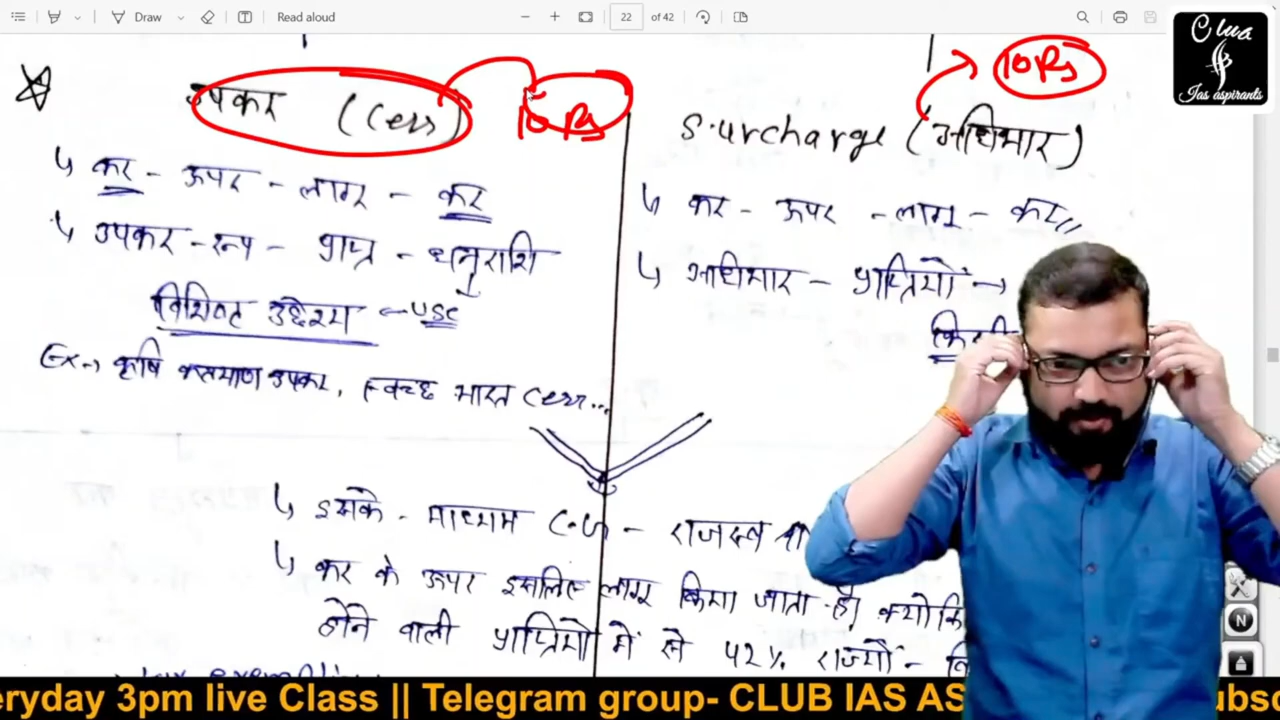 Draw
Read aloud
22 of 42
Clua
Ias aspirants
उपकर (Cess)
10 Rs
10 Rs
Surcharge (अधिभार)
कर - ऊपर - लागू - कर
उपकर - रूप - प्राप्त - धनराशि
विशिष्ट उद्देश्य ← use
Ex→ कृषि कल्याण उपकर, स्वच्छ भारत Cess...
कर - ऊपर - लागू - कर
अधिभार - प्राप्तियों →
इसके - माध्यम C.G - राजस्व
कर के ऊपर इसलिए लागू किया जाता है, क्योंकि
होने वाली प्राप्तियों में से 42% राज्यों -
N
eryday 3pm live Class || Telegram group- CLUB IAS AS
ubsc